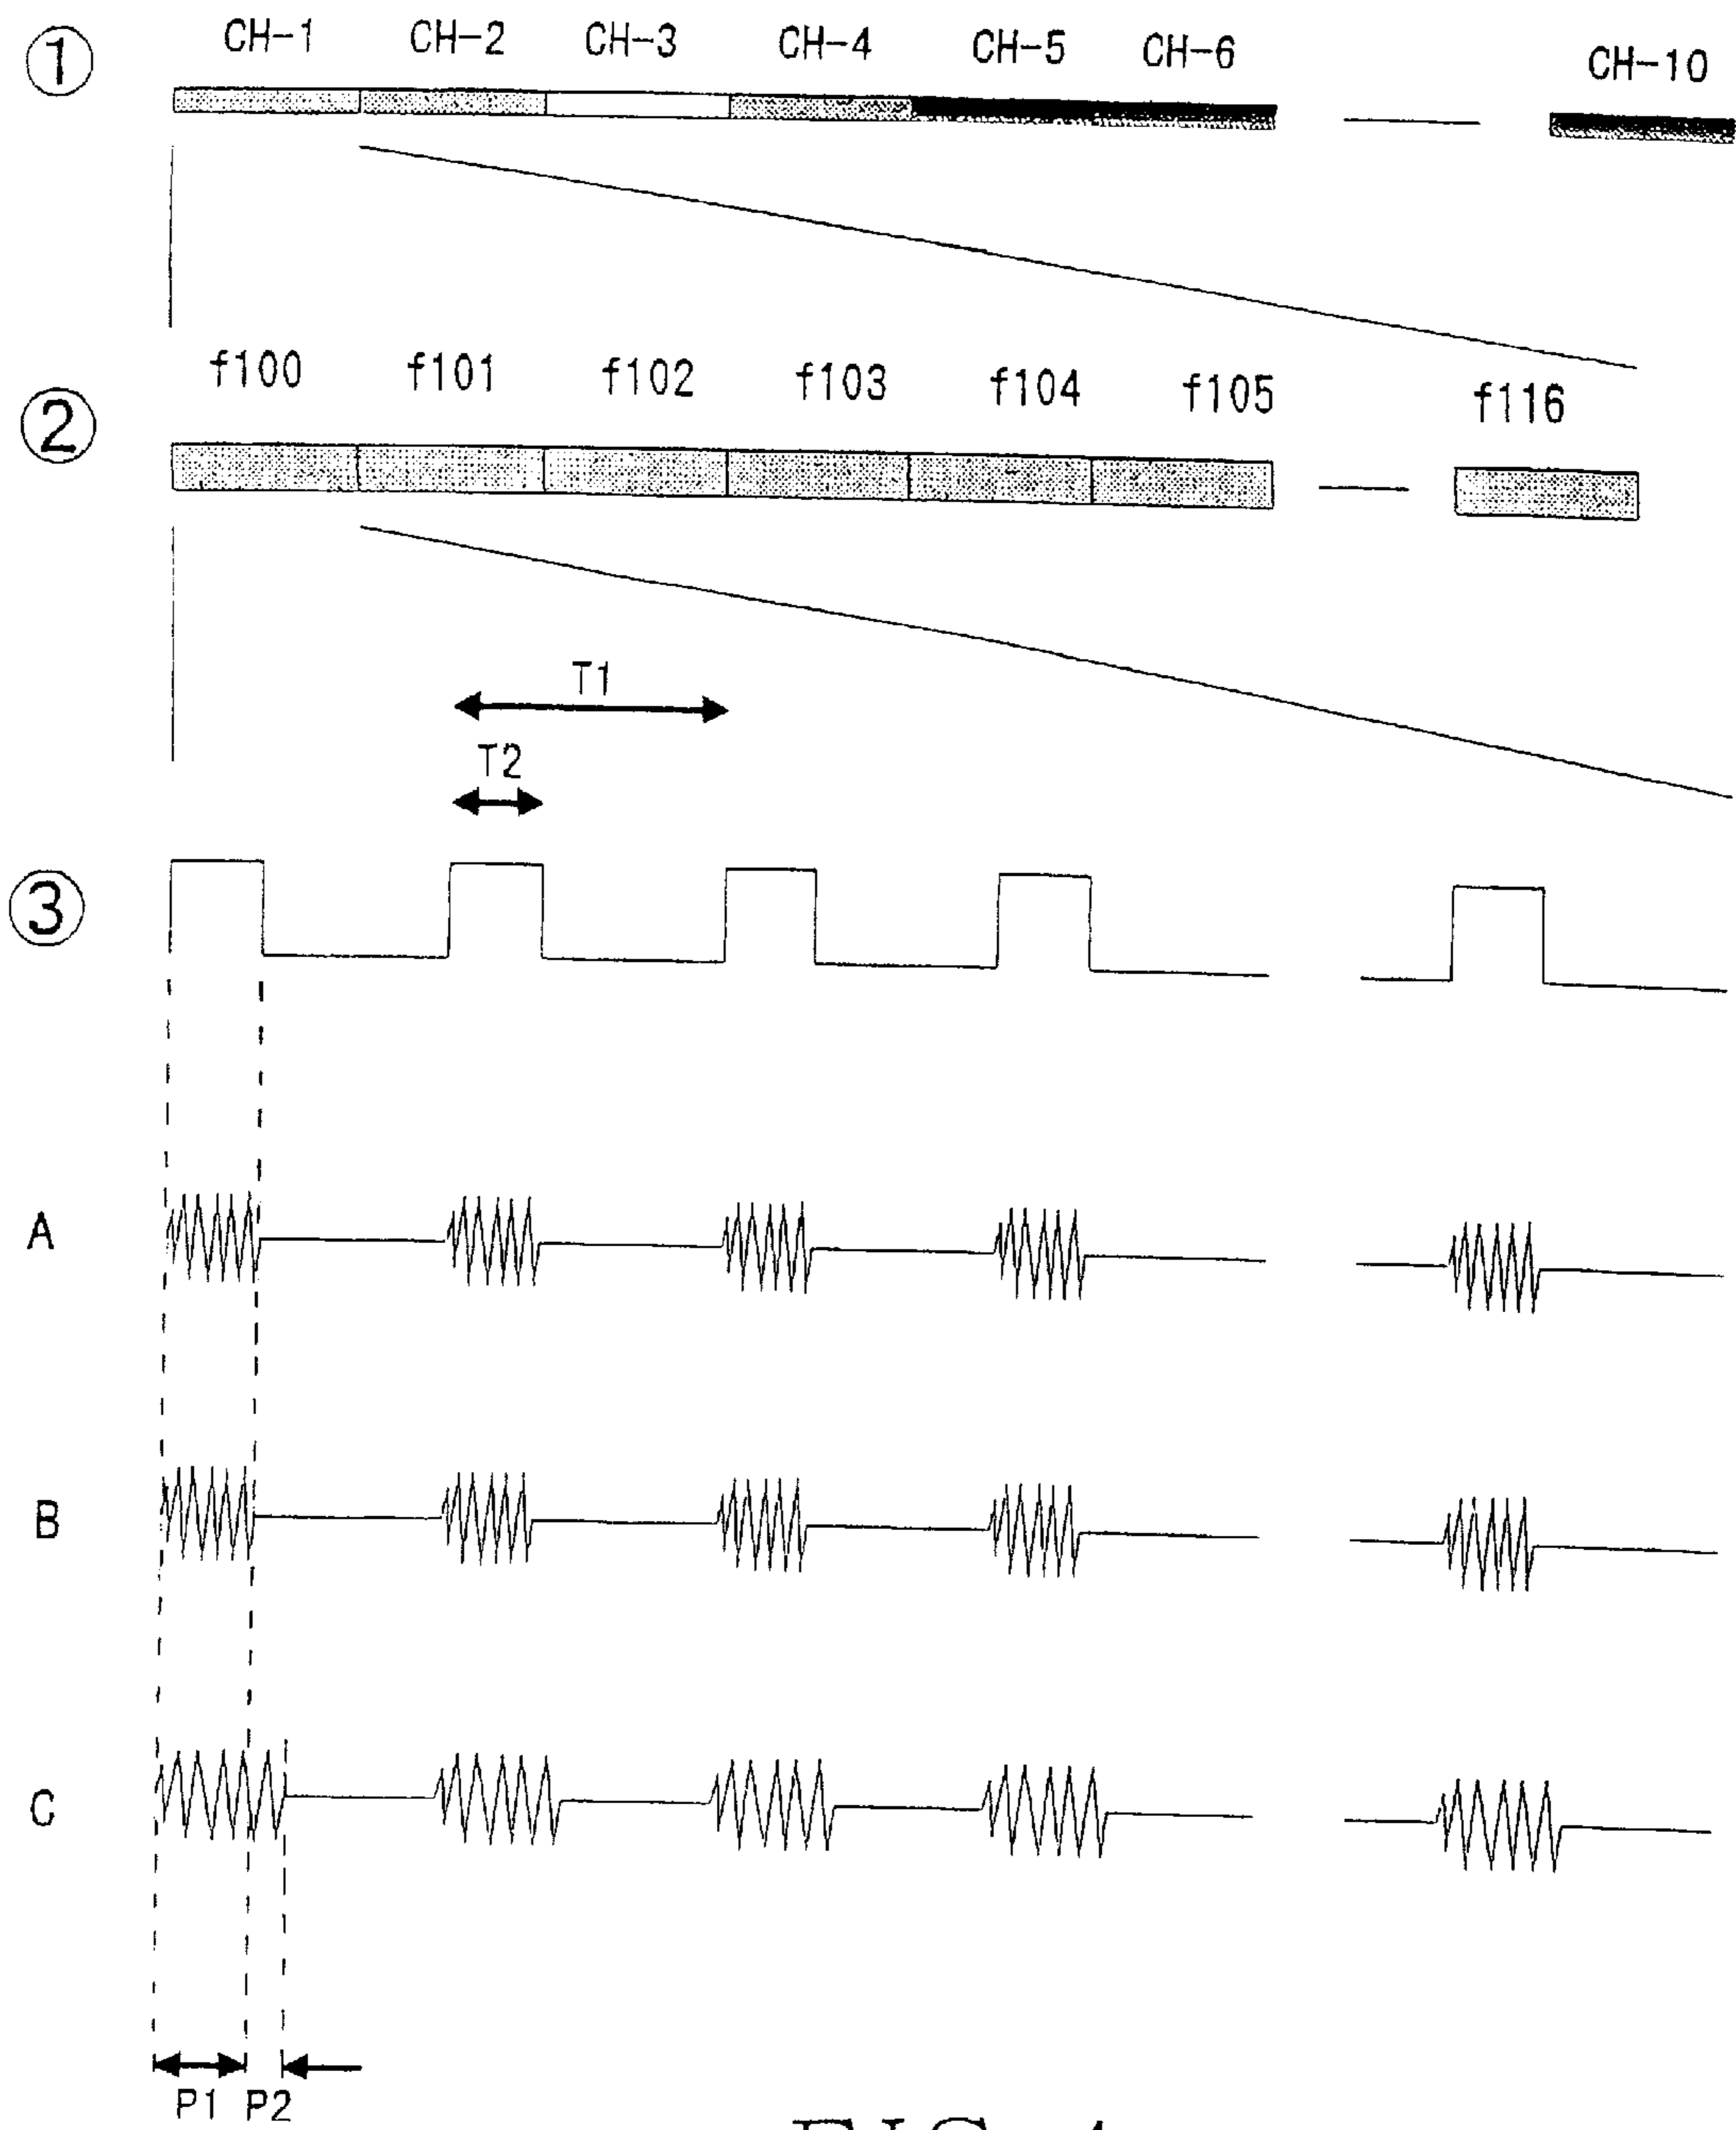 ① CH-1 CH-2 CH-3 CH-4 CH-5 CH-6 CH-10
② f100 f101 f102 f103 f104 f105 f116
T1
T2
③
A
B
C
P1 P2